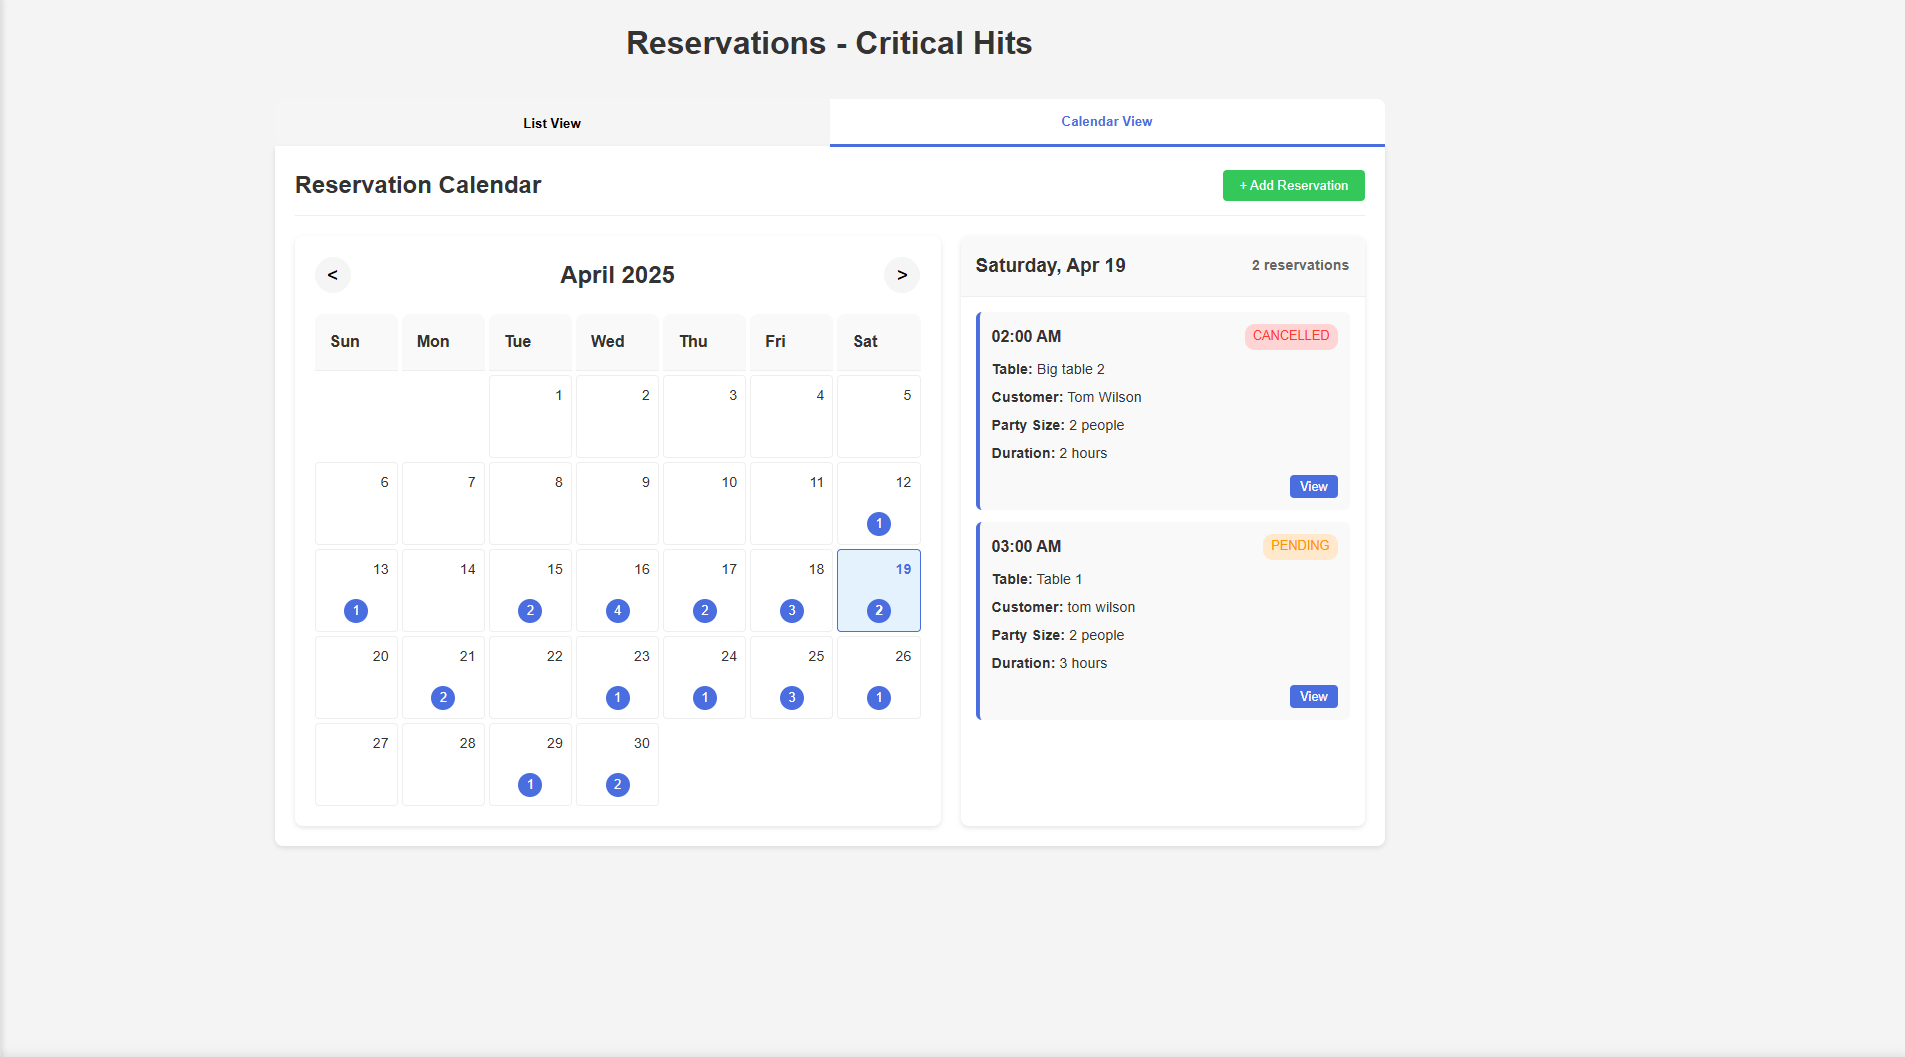 Reservations - Critical Hits
List View
Calendar View
Reservation Calendar
+ Add Reservation
<
April 2025
>
Sun Mon Tue Wed Thu Fri Sat
1 2 3 4 5
6 7 8 9 10 11 12
1
13 14 15 16 17 18 19
1 2 4 2 3 2
20 21 22 23 24 25 26
2 1 1 3 1
27 28 29 30
1 2
Saturday, Apr 19
2 reservations
02:00 AM
CANCELLED
Table: Big table 2
Customer: Tom Wilson
Party Size: 2 people
Duration: 2 hours
View
03:00 AM
PENDING
Table: Table 1
Customer: tom wilson
Party Size: 2 people
Duration: 3 hours
View